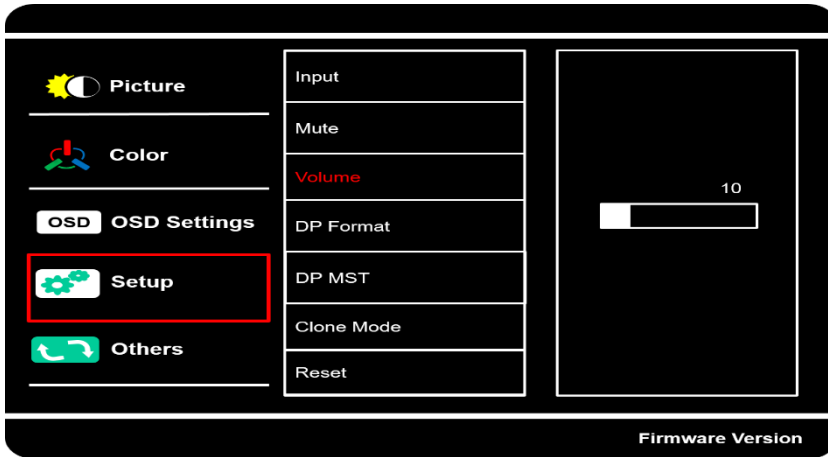 Picture
Color
OSD OSD Settings
Setup
Others
Input
Mute
Volume
DP Format
DP MST
Clone Mode
Reset
10
Firmware Version